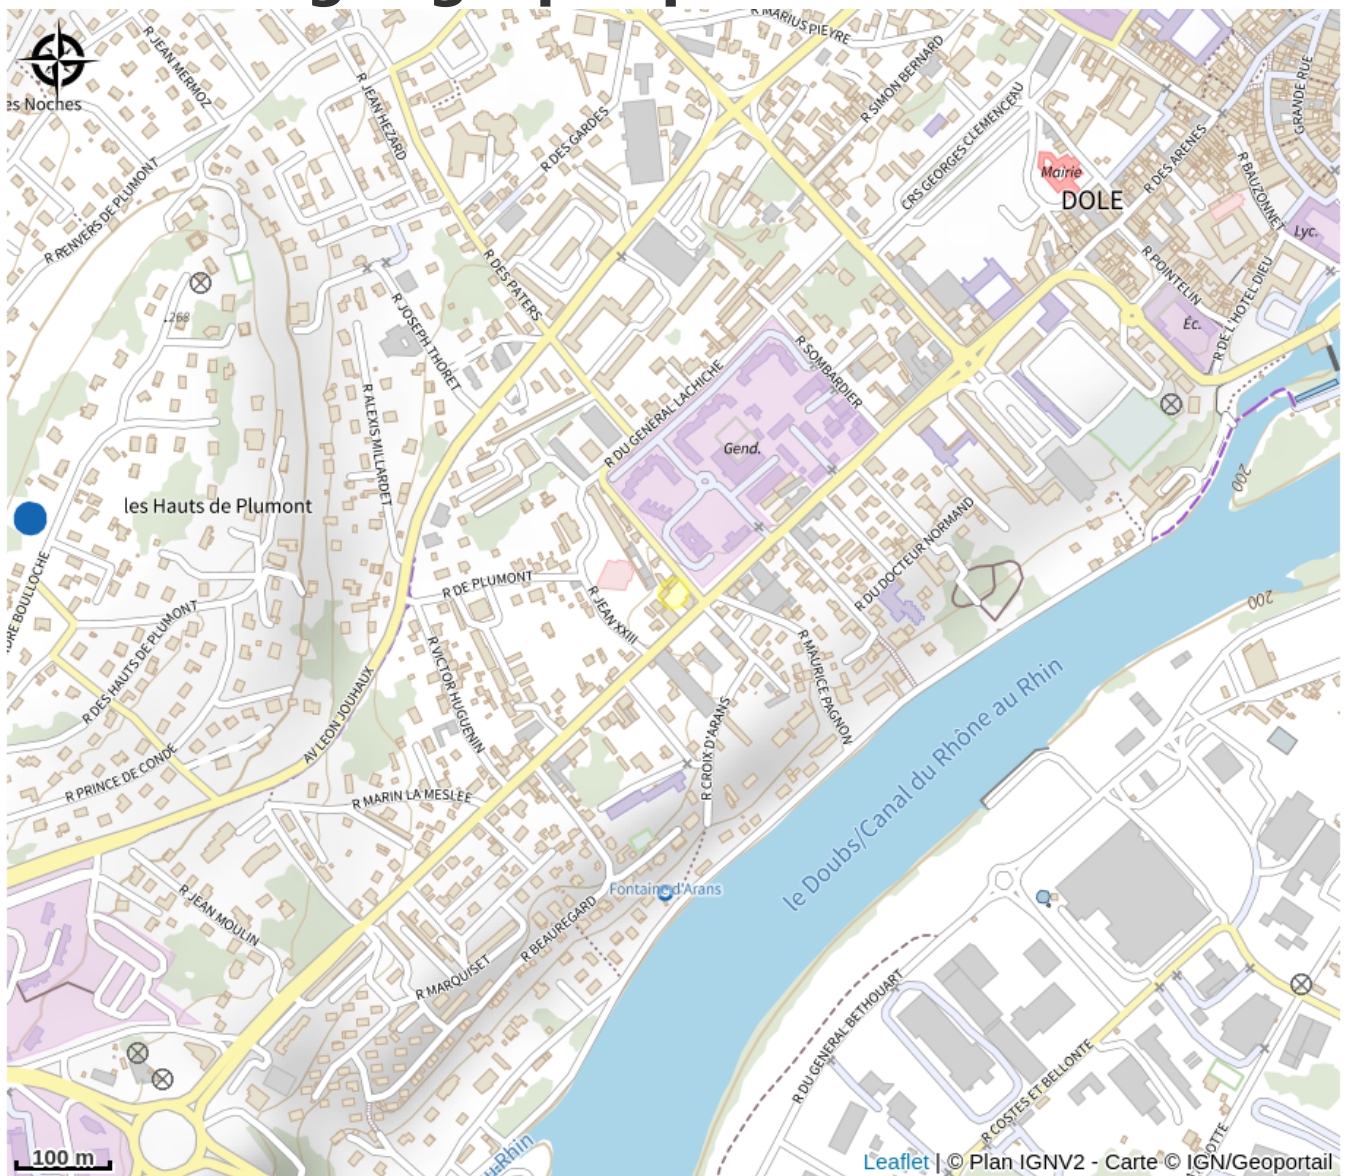 R MARIUS PIEYRE
R JEAN MERMOZ
R SIMON BERNARD
GRANDE RUE
R JEAN HEZARD
es Noches
R DES GARDES
CRS GEORGES CLEMENCEAU
Mairie
R DES ARENES
R BAUZONNET
DOLE
R RENVERS DE PLUMONT
Lyc.
R DES PATERS
R POINTELIN
R DE L'HOTEL DIEU
.268
R JOSEPH THORET
Éc.
R SOMBARDIER
R DU GENERAL LACHICHE
R ALEXIS MILLARDET
Gend.
200
les Hauts de Plumont
R DU DOCTEUR NORMAND
DRE BOULLOCHE
R DE PLUMONT
R JEAN XXIII
200
R DES HAUTS DE PLUMONT
R VICTOR HUGUENIN
R MAURICE PAGNON
AV LEON JOUHAUX
R CROIX D'ARANS
le Doubs/Canal du Rhône au Rhin
R PRINCE DE CONDE
R MARIN LA MESLEE
Fontaine d'Arans
R JEAN MOULIN
R BEAUREGARD
R MARQUISET
R DU GENERAL BETHOUART
R COSTES ET BELLONTE
OTTE
u-Rhin
100 m
Leaflet | © Plan IGNV2 - Carte © IGN/Geoportail